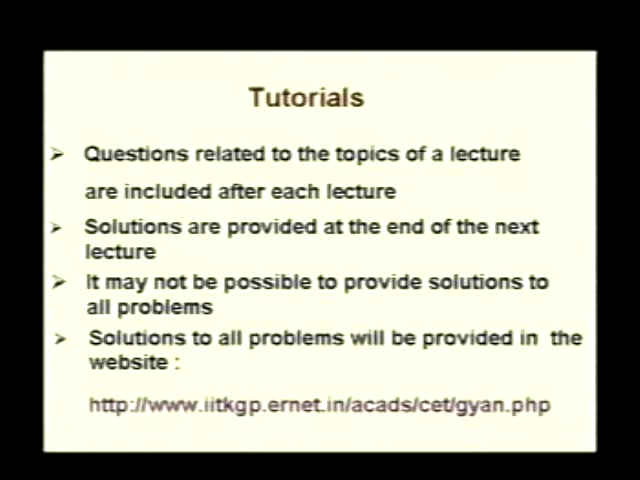 Tutorials
➢ Questions related to the topics of a lecture
are included after each lecture
➢ Solutions are provided at the end of the next
lecture
➢ It may not be possible to provide solutions to
all problems
➢ Solutions to all problems will be provided in the
website :
http://www.iitkgp.ernet.in/acads/cet/gyan.php